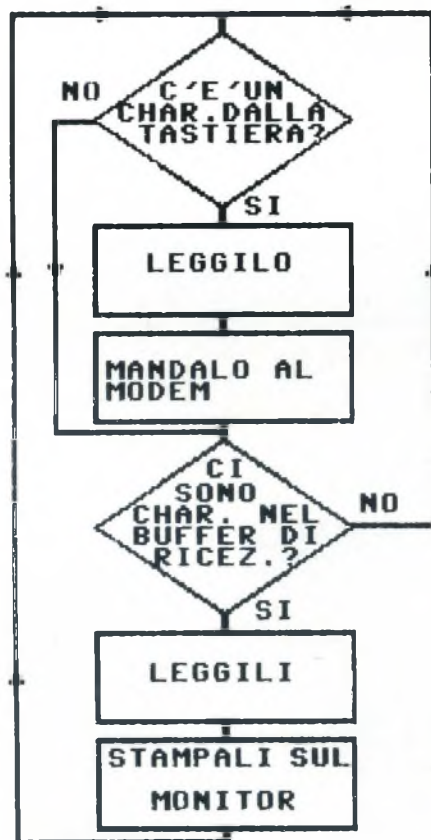 NO
C'E'UN
CHAR.DALLA
TASTIERA?
SI
LEGGILO
MANDALO AL
MODEM
CI
SONO
CHAR. NEL
BUFFER DI
RICEZ.?
NO
SI
LEGGILI
STAMPALI SUL
MONITOR